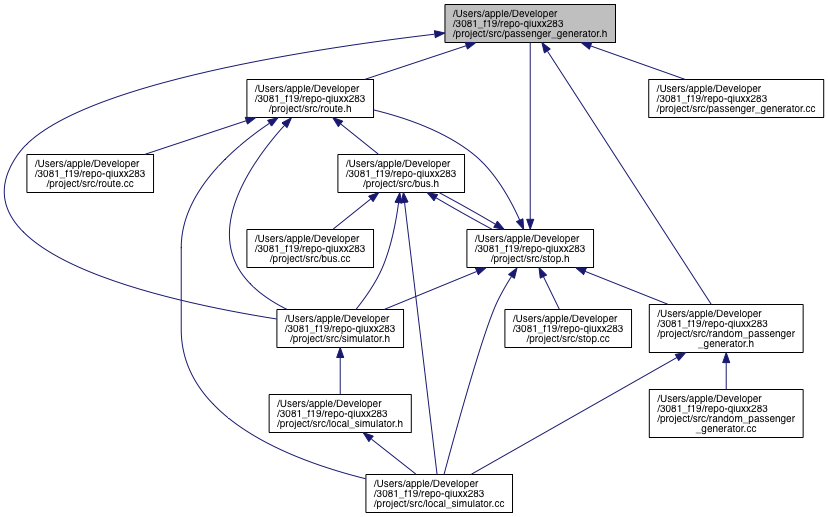 /Users/apple/Developer
/3081_f19/repo-qiuxx283
/project/src/passenger_generator.h
/Users/apple/Developer
/3081_f19/repo-qiuxx283
/project/src/route.h
/Users/apple/Developer
/3081_f19/repo-qiuxx283
/project/src/passenger_generator.cc
/Users/apple/Developer
/3081_f19/repo-qiuxx283
/project/src/route.cc
/Users/apple/Developer
/3081_f19/repo-qiuxx283
/project/src/bus.h
/Users/apple/Developer
/3081_f19/repo-qiuxx283
/project/src/bus.cc
/Users/apple/Developer
/3081_f19/repo-qiuxx283
/project/src/stop.h
/Users/apple/Developer
/3081_f19/repo-qiuxx283
/project/src/simulator.h
/Users/apple/Developer
/3081_f19/repo-qiuxx283
/project/src/stop.cc
/Users/apple/Developer
/3081_f19/repo-qiuxx283
/project/src/random_passenger
_generator.h
/Users/apple/Developer
/3081_f19/repo-qiuxx283
/project/src/local_simulator.h
/Users/apple/Developer
/3081_f19/repo-qiuxx283
/project/src/random_passenger
_generator.cc
/Users/apple/Developer
/3081_f19/repo-qiuxx283
/project/src/local_simulator.cc